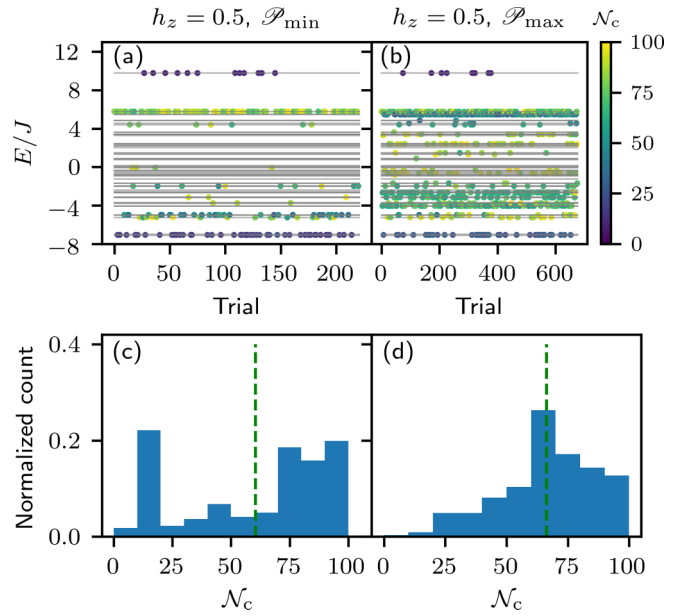 h_z = 0.5, 𝒫_min
h_z = 0.5, 𝒫_max
𝒩_c
(a)
(b)
E/J
12
8
4
0
−4
−8
100
75
50
25
0
0 50 100 150 200
0 200 400 600
Trial
Trial
(c)
(d)
Normalized count
0.4
0.2
0.0
0 25 50 75 100
0 25 50 75 100
𝒩_c
𝒩_c